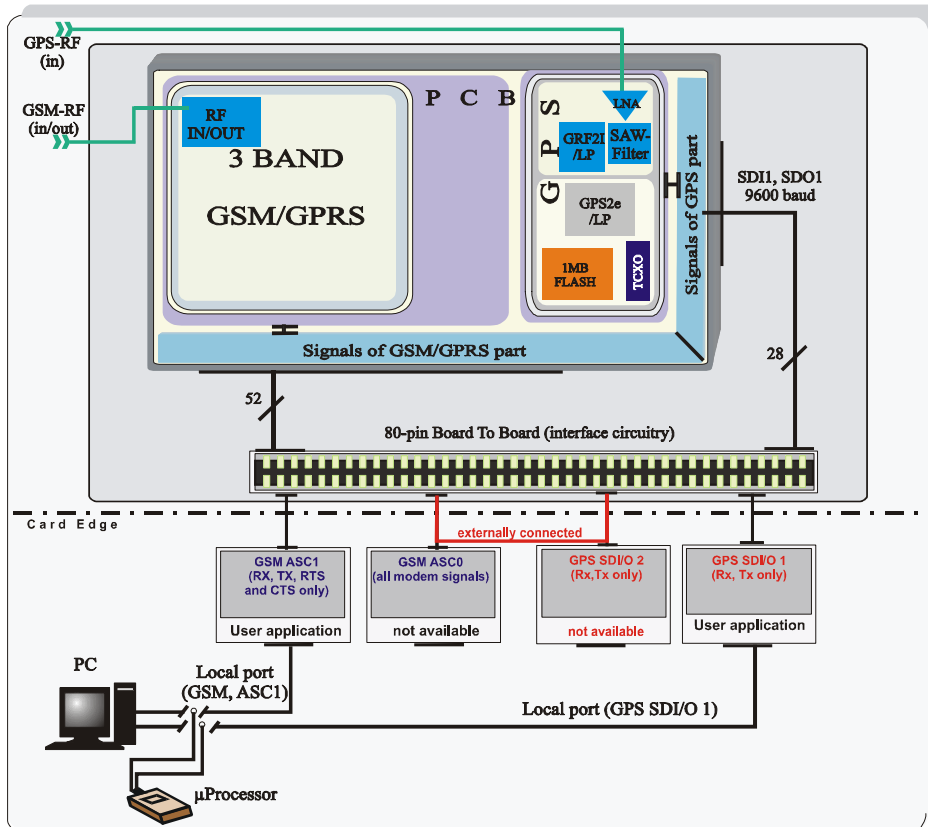 GPS-RF
(in)
GSM-RF
(in/out)
P C B
RF
IN/OUT
3 BAND
GSM/GPRS
GPS
LNA
GRF2I
/LP
SAW-
Filter
GPS2e
/LP
1MB
FLASH
TCXO
Signals of GPS part
SDI1, SDO1
9600 baud
Signals of GSM/GPRS part
52
28
80-pin Board To Board (interface circuitry)
Card Edge
externally connected
GSM ASC1
(RX, TX, RTS
and CTS only)
User application
GSM ASC0
(all modem signals)
not available
GPS SDI/O 2
(Rx,Tx only)
not available
GPS SDI/O 1
(Rx, Tx only)
User application
PC
Local port
(GSM, ASC1)
Local port (GPS SDI/O 1)
µProcessor